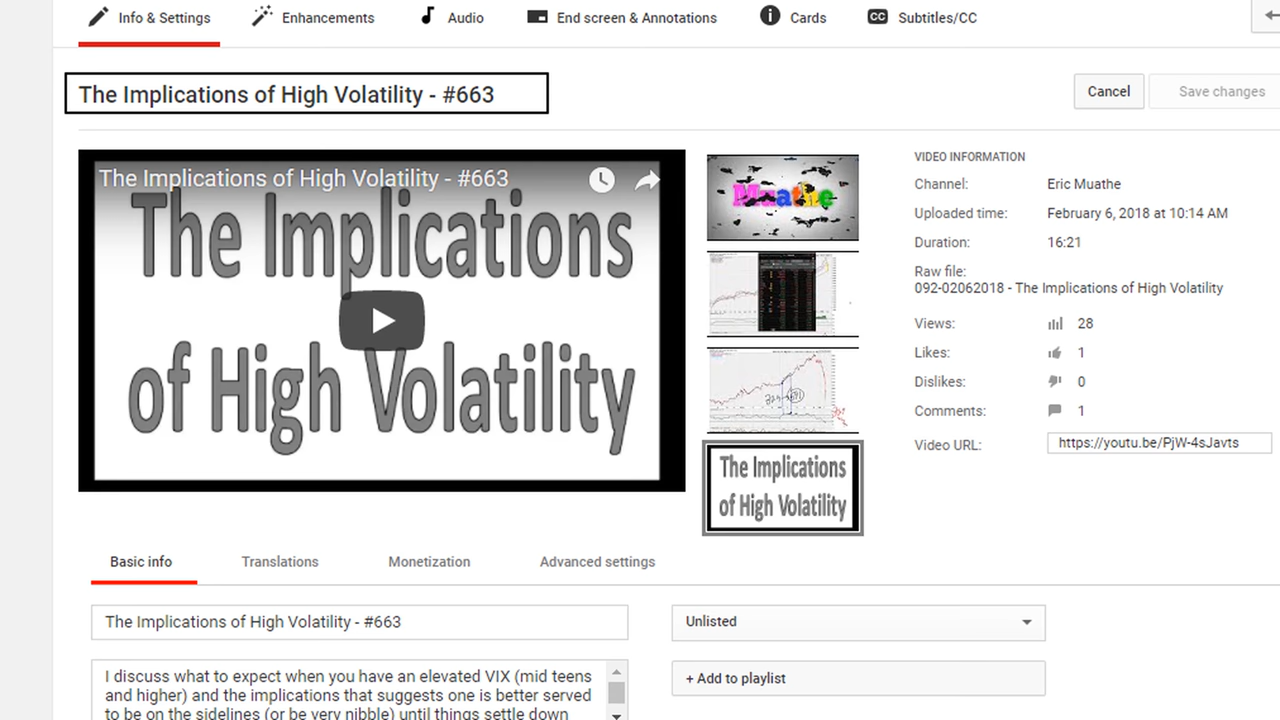 Info & Settings
Enhancements
Audio
End screen & Annotations
Cards
CC Subtitles/CC
The Implications of High Volatility - #663
Cancel
Save changes
The Implications of High Volatility - #663
The Implications
of High Volatility
Muathe
The Implications
of High Volatility
VIDEO INFORMATION
Channel: Eric Muathe
Uploaded time: February 6, 2018 at 10:14 AM
Duration: 16:21
Raw file:
092-02062018 - The Implications of High Volatility
Views: 28
Likes: 1
Dislikes: 0
Comments: 1
Video URL: https://youtu.be/PjW-4sJavts
Basic info
Translations
Monetization
Advanced settings
The Implications of High Volatility - #663
Unlisted
I discuss what to expect when you have an elevated VIX (mid teens
and higher) and the implications that suggests one is better served
to be on the sidelines (or be very nibble) until things settle down
+ Add to playlist